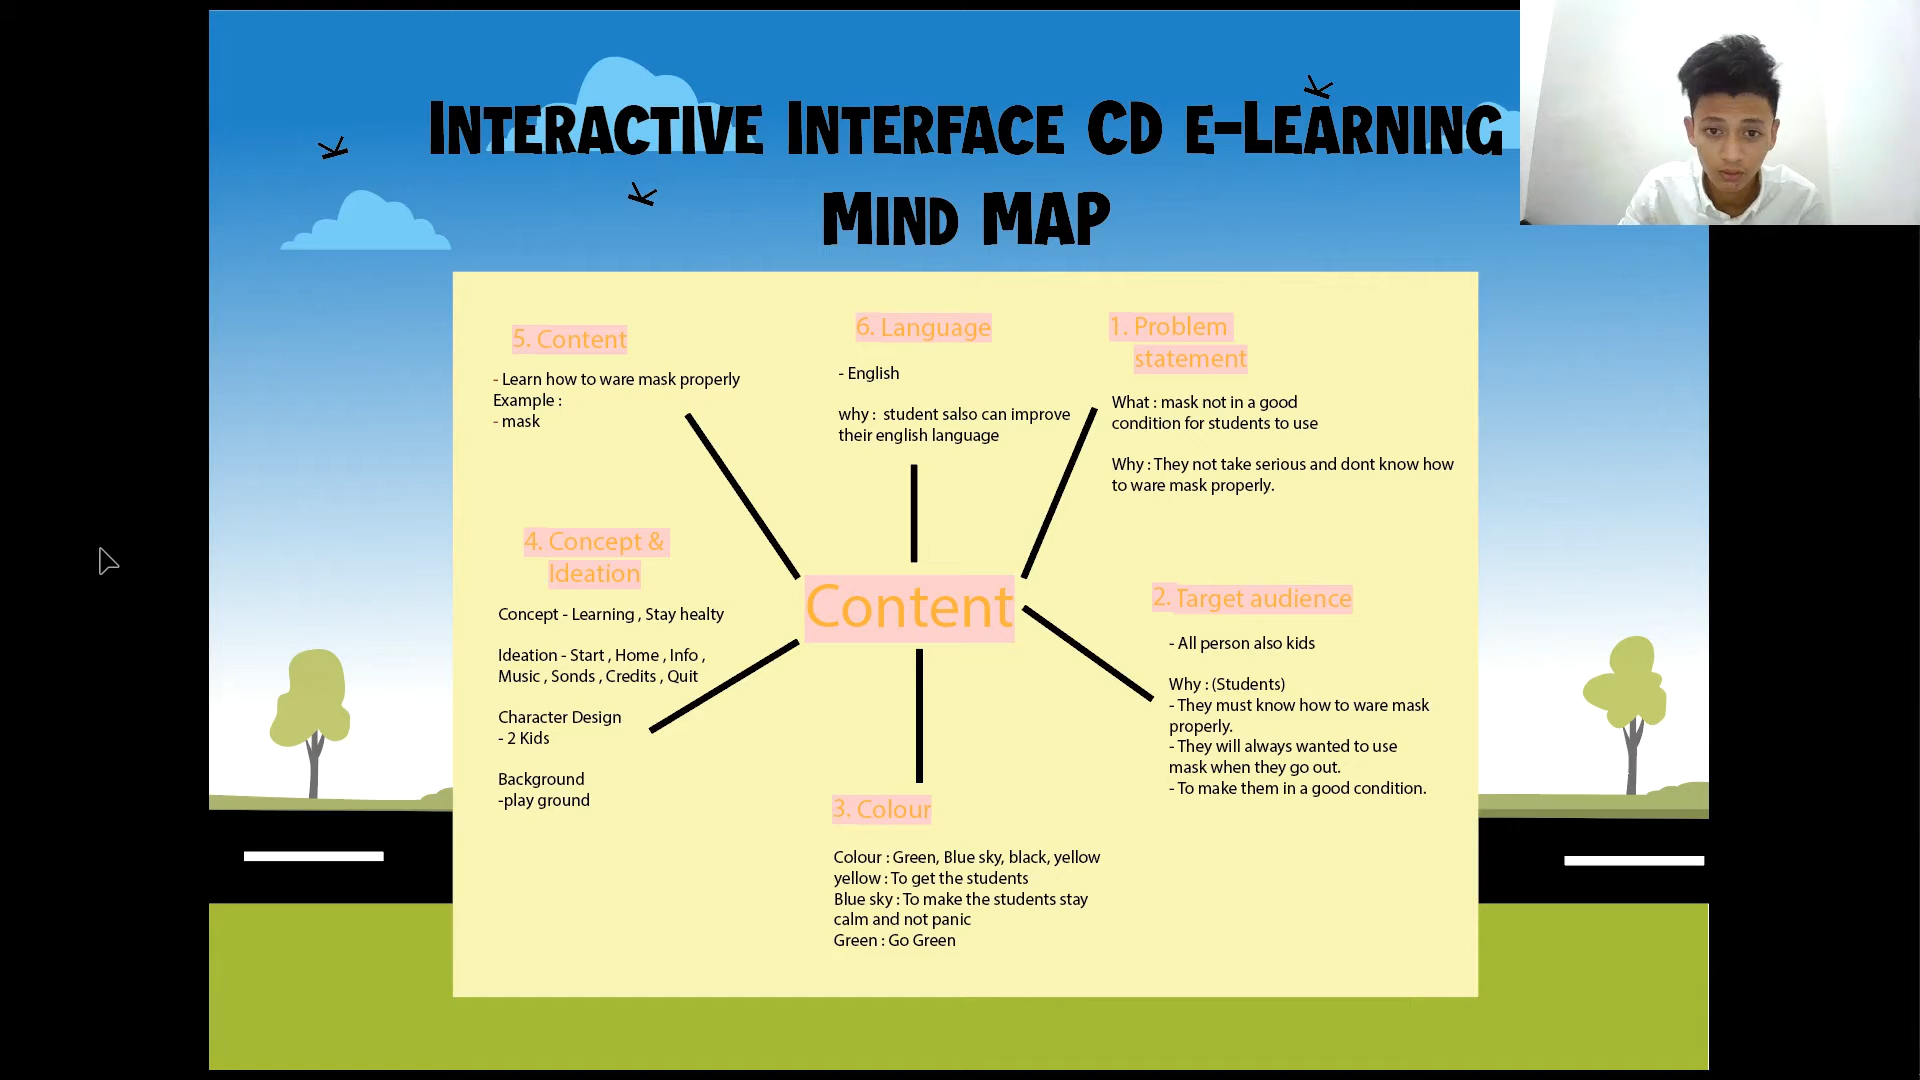 INTERACTIVE INTERFACE CD E-LEARNING
MIND MAP
5. Content
- Learn how to ware mask properly
Example :
- mask
6. Language
- English
why : student salso can improve
their english language
1. Problem
statement
What : mask not in a good
condition for students to use
Why : They not take serious and dont know how
to ware mask properly.
4. Concept &
Ideation
Concept - Learning , Stay healty
Ideation - Start , Home , Info ,
Music , Sonds , Credits , Quit
Character Design
- 2 Kids
Background
-play ground
Content
2. Target audience
- All person also kids
Why : (Students)
- They must know how to ware mask
properly.
- They will always wanted to use
mask when they go out.
- To make them in a good condition.
3. Colour
Colour : Green, Blue sky, black, yellow
yellow : To get the students
Blue sky : To make the students stay
calm and not panic
Green : Go Green